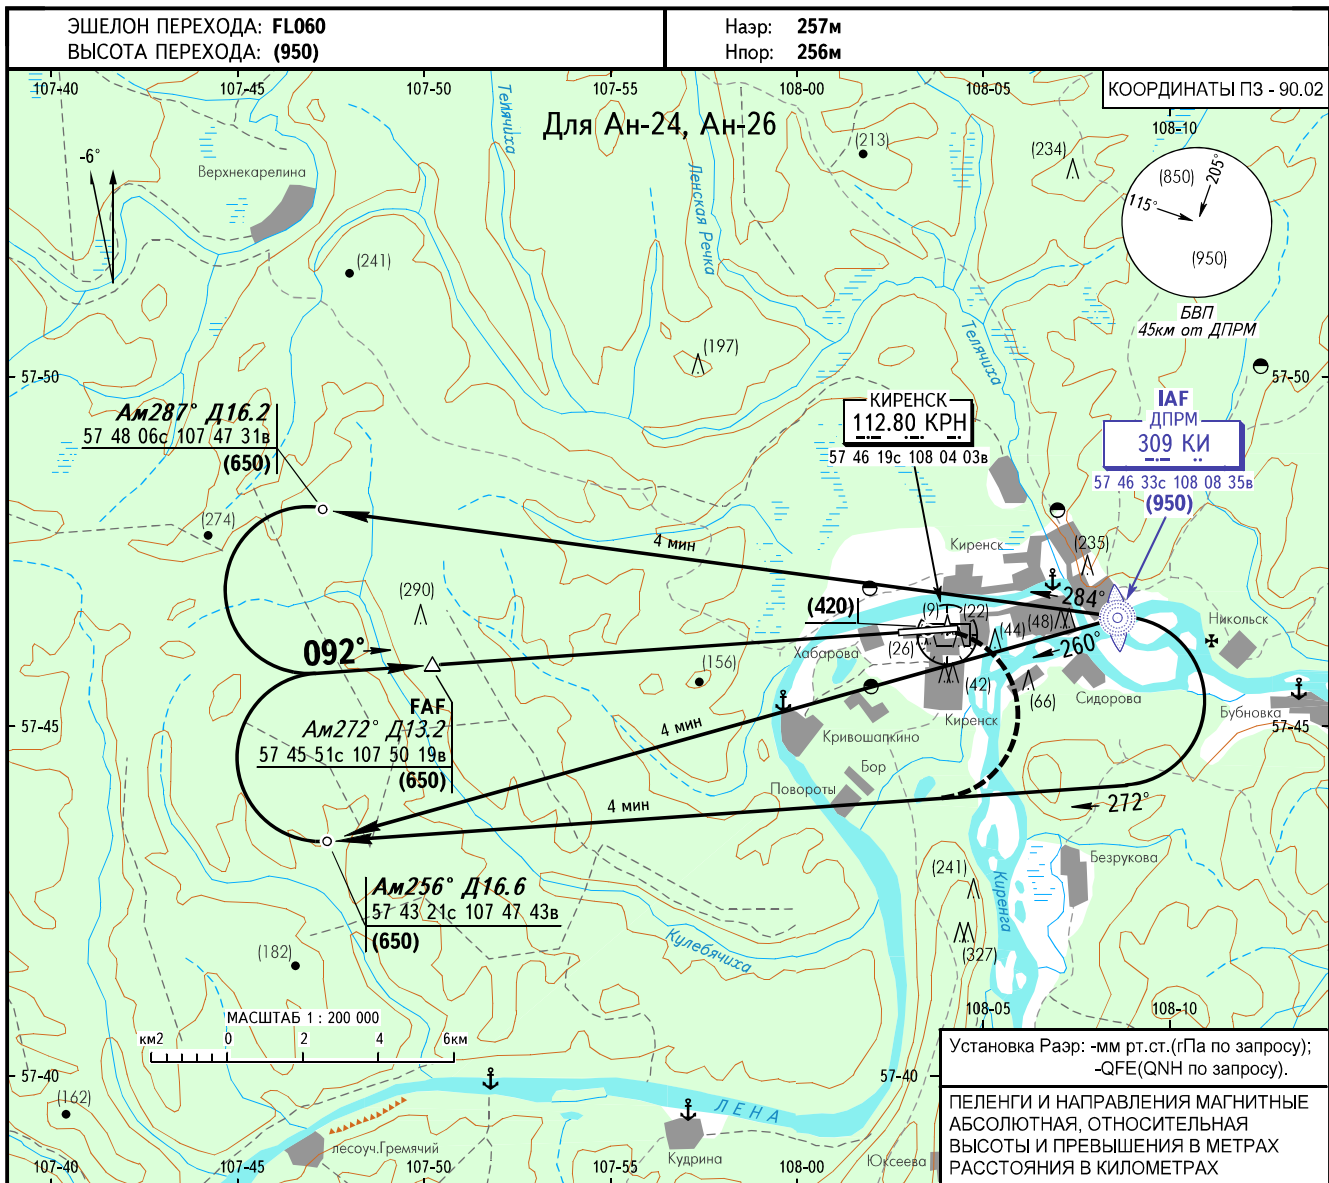 ЭШЕЛОН ПЕРЕХОДА: FL060
ВЫСОТА ПЕРЕХОДА: (950)
Наэр: 257м
Нпор: 256м
107-40
107-45
107-50
107-55
108-00
108-05
КООРДИНАТЫ ПЗ - 90.02
108-10
Для Ан-24, Ан-26
Телячиха
Ленская Речка
(213)
(234)
-6°
Верхнекарелина
(850)
205°
115°
(950)
БВП
45км от ДПРМ
(241)
(197)
Телячиха
57-50
57-50
Ам287° Д16.2
57 48 06с 107 47 31в
(650)
КИРЕНСК
112.80 КРН
57 46 19с 108 04 03в
IAF
ДПРМ
309 КИ
57 46 33с 108 08 35в
(950)
(274)
4 мин
Киренск
(235)
(290)
(420)
(9)
(22)
284°
(44)
(48)
Никольск
092°
Хабарова
(26)
260°
(156)
(42)
(66)
Сидорова
Киренск
Бубновка
FAF
Ам272° Д13.2
57 45 51с 107 50 19в
(650)
4 мин
Кривошапкино
57-45
57-45
Бор
Повороты
4 мин
272°
Безрукова
(241)
Киренга
Ам256° Д16.6
57 43 21с 107 47 43в
(650)
Кулебячиха
(327)
(182)
108-05
108-10
МАСШТАБ 1 : 200 000
км2 0 2 4 6км
Установка Раэр: -мм рт.ст.(гПа по запросу);
-QFE(QNH по запросу).
57-40
57-40
(162)
ЛЕНА
ПЕЛЕНГИ И НАПРАВЛЕНИЯ МАГНИТНЫЕ
АБСОЛЮТНАЯ, ОТНОСИТЕЛЬНАЯ
ВЫСОТЫ И ПРЕВЫШЕНИЯ В МЕТРАХ
РАССТОЯНИЯ В КИЛОМЕТРАХ
лесоуч.Гремячий
Кудрина
Юксеева
107-40
107-45
107-50
107-55
108-00